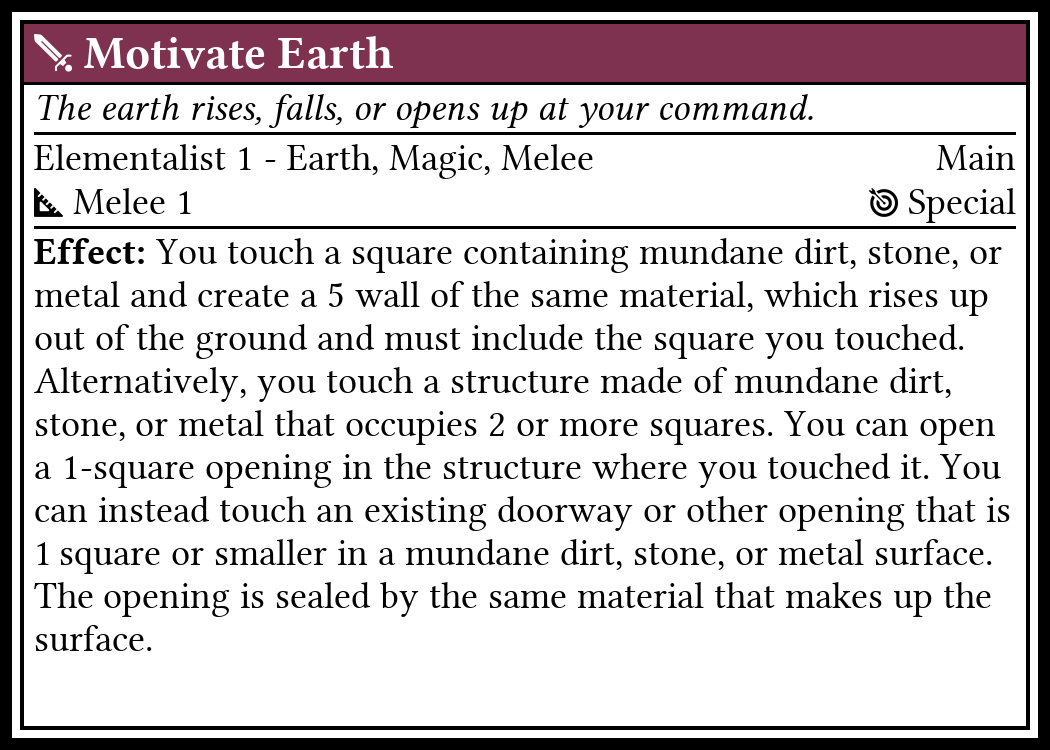 Motivate Earth
The earth rises, falls, or opens up at your command.
Elementalist 1 - Earth, Magic, Melee Main
Melee 1 Special
Effect: You touch a square containing mundane dirt, stone, or
metal and create a 5 wall of the same material, which rises up
out of the ground and must include the square you touched.
Alternatively, you touch a structure made of mundane dirt,
stone, or metal that occupies 2 or more squares. You can open
a 1-square opening in the structure where you touched it. You
can instead touch an existing doorway or other opening that is
1 square or smaller in a mundane dirt, stone, or metal surface.
The opening is sealed by the same material that makes up the
surface.